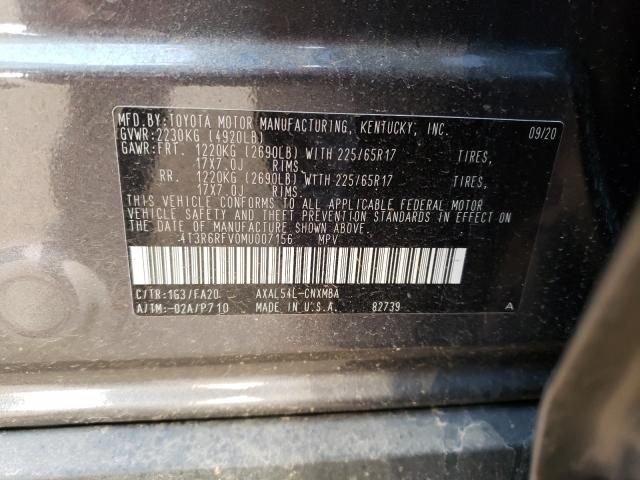 MFD.BY:TOYOTA MOTOR MANUFACTURING, KENTUCKY, INC. 09/20
GVWR:2230KG (4920LB)
GAWR:FRT. 1220KG (2690LB) WITH 225/65R17 TIRES,
17X7.0J RIMS.
RR. 1220KG (2690LB) WITH 225/65R17 TIRES,
17X7.0J RIMS.
THIS VEHICLE CONFORMS TO ALL APPLICABLE FEDERAL MOTOR
VEHICLE SAFETY AND THEFT PREVENTION STANDARDS IN EFFECT ON
THE DATE OF MANUFACTURE SHOWN ABOVE.
4T3R6RFV0MU007156 MPV
C/TR:1G3/FA20 AXAL54L-CNXMBA
A/TM:-02A/P710 MADE IN U.S.A. 82739 A